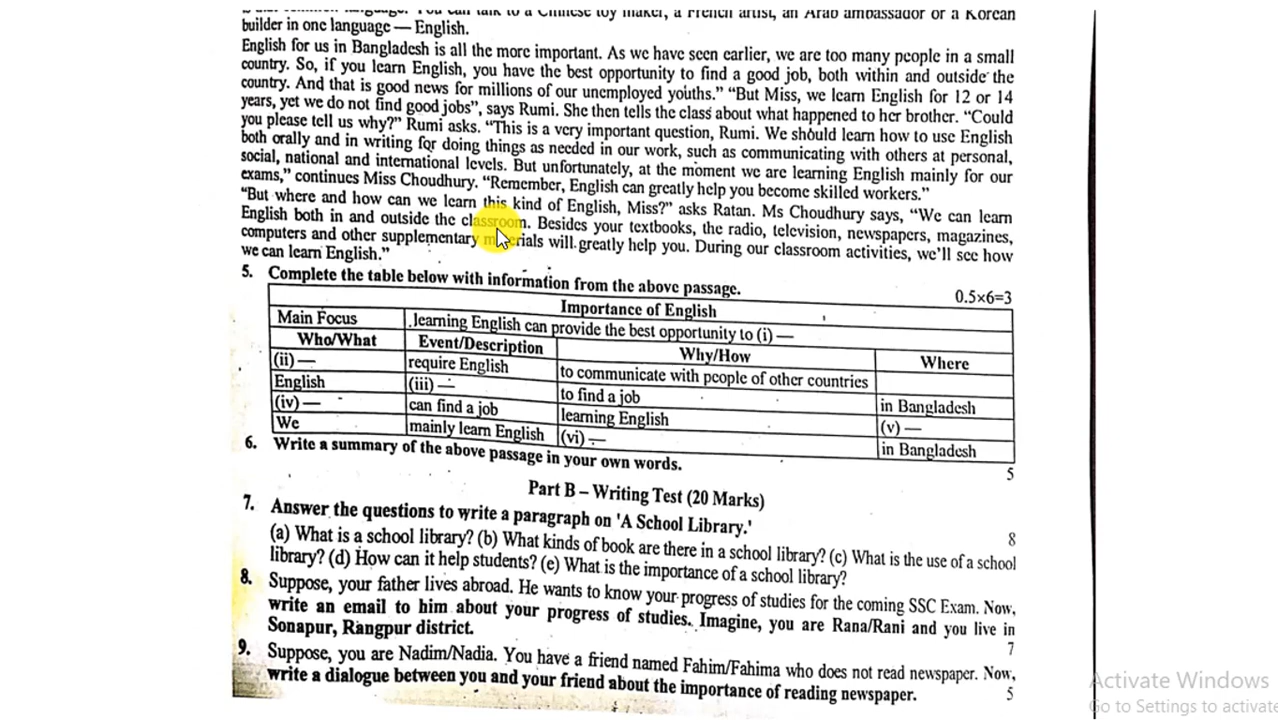 a Chinese toy maker, a French artist, an Arab ambassador or a Korean
builder in one language — English.
English for us in Bangladesh is all the more important. As we have seen earlier, we are too many people in a small
country. So, if you learn English, you have the best opportunity to find a good job, both within and outside the
country. And that is good news for millions of our unemployed youths.” “But Miss, we learn English for 12 or 14
years, yet we do not find good jobs”, says Rumi. She then tells the class about what happened to her brother. “Could
you please tell us why?” Rumi asks. “This is a very important question, Rumi. We should learn how to use English
both orally and in writing for doing things as needed in our work, such as communicating with others at personal,
social, national and international levels. But unfortunately, at the moment we are learning English mainly for our
exams,” continues Miss Choudhury. “Remember, English can greatly help you become skilled workers.”
“But where and how can we learn this kind of English, Miss?” asks Ratan. Ms Choudhury says, “We can learn
English both in and outside the classroom. Besides your textbooks, the radio, television, newspapers, magazines,
computers and other supplementary materials will greatly help you. During our classroom activities, we’ll see how
we can learn English.”
5. Complete the table below with information from the above passage. 0.5×6=3
Importance of English
Main Focus learning English can provide the best opportunity to (i) —
Who/What Event/Description Why/How Where
(ii) — require English to communicate with people of other countries
English (iii) — to find a job in Bangladesh
(iv) — can find a job learning English (v) —
We mainly learn English (vi) — in Bangladesh
6. Write a summary of the above passage in your own words. 5
Part B – Writing Test (20 Marks)
7. Answer the questions to write a paragraph on 'A School Library.' 8
(a) What is a school library? (b) What kinds of book are there in a school library? (c) What is the use of a school
library? (d) How can it help students? (e) What is the importance of a school library?
8. Suppose, your father lives abroad. He wants to know your progress of studies for the coming SSC Exam. Now,
write an email to him about your progress of studies. Imagine, you are Rana/Rani and you live in
Sonapur, Rangpur district. 7
9. Suppose, you are Nadim/Nadia. You have a friend named Fahim/Fahima who does not read newspaper. Now,
write a dialogue between you and your friend about the importance of reading newspaper. 5
Activate Windows
Go to Settings to activate